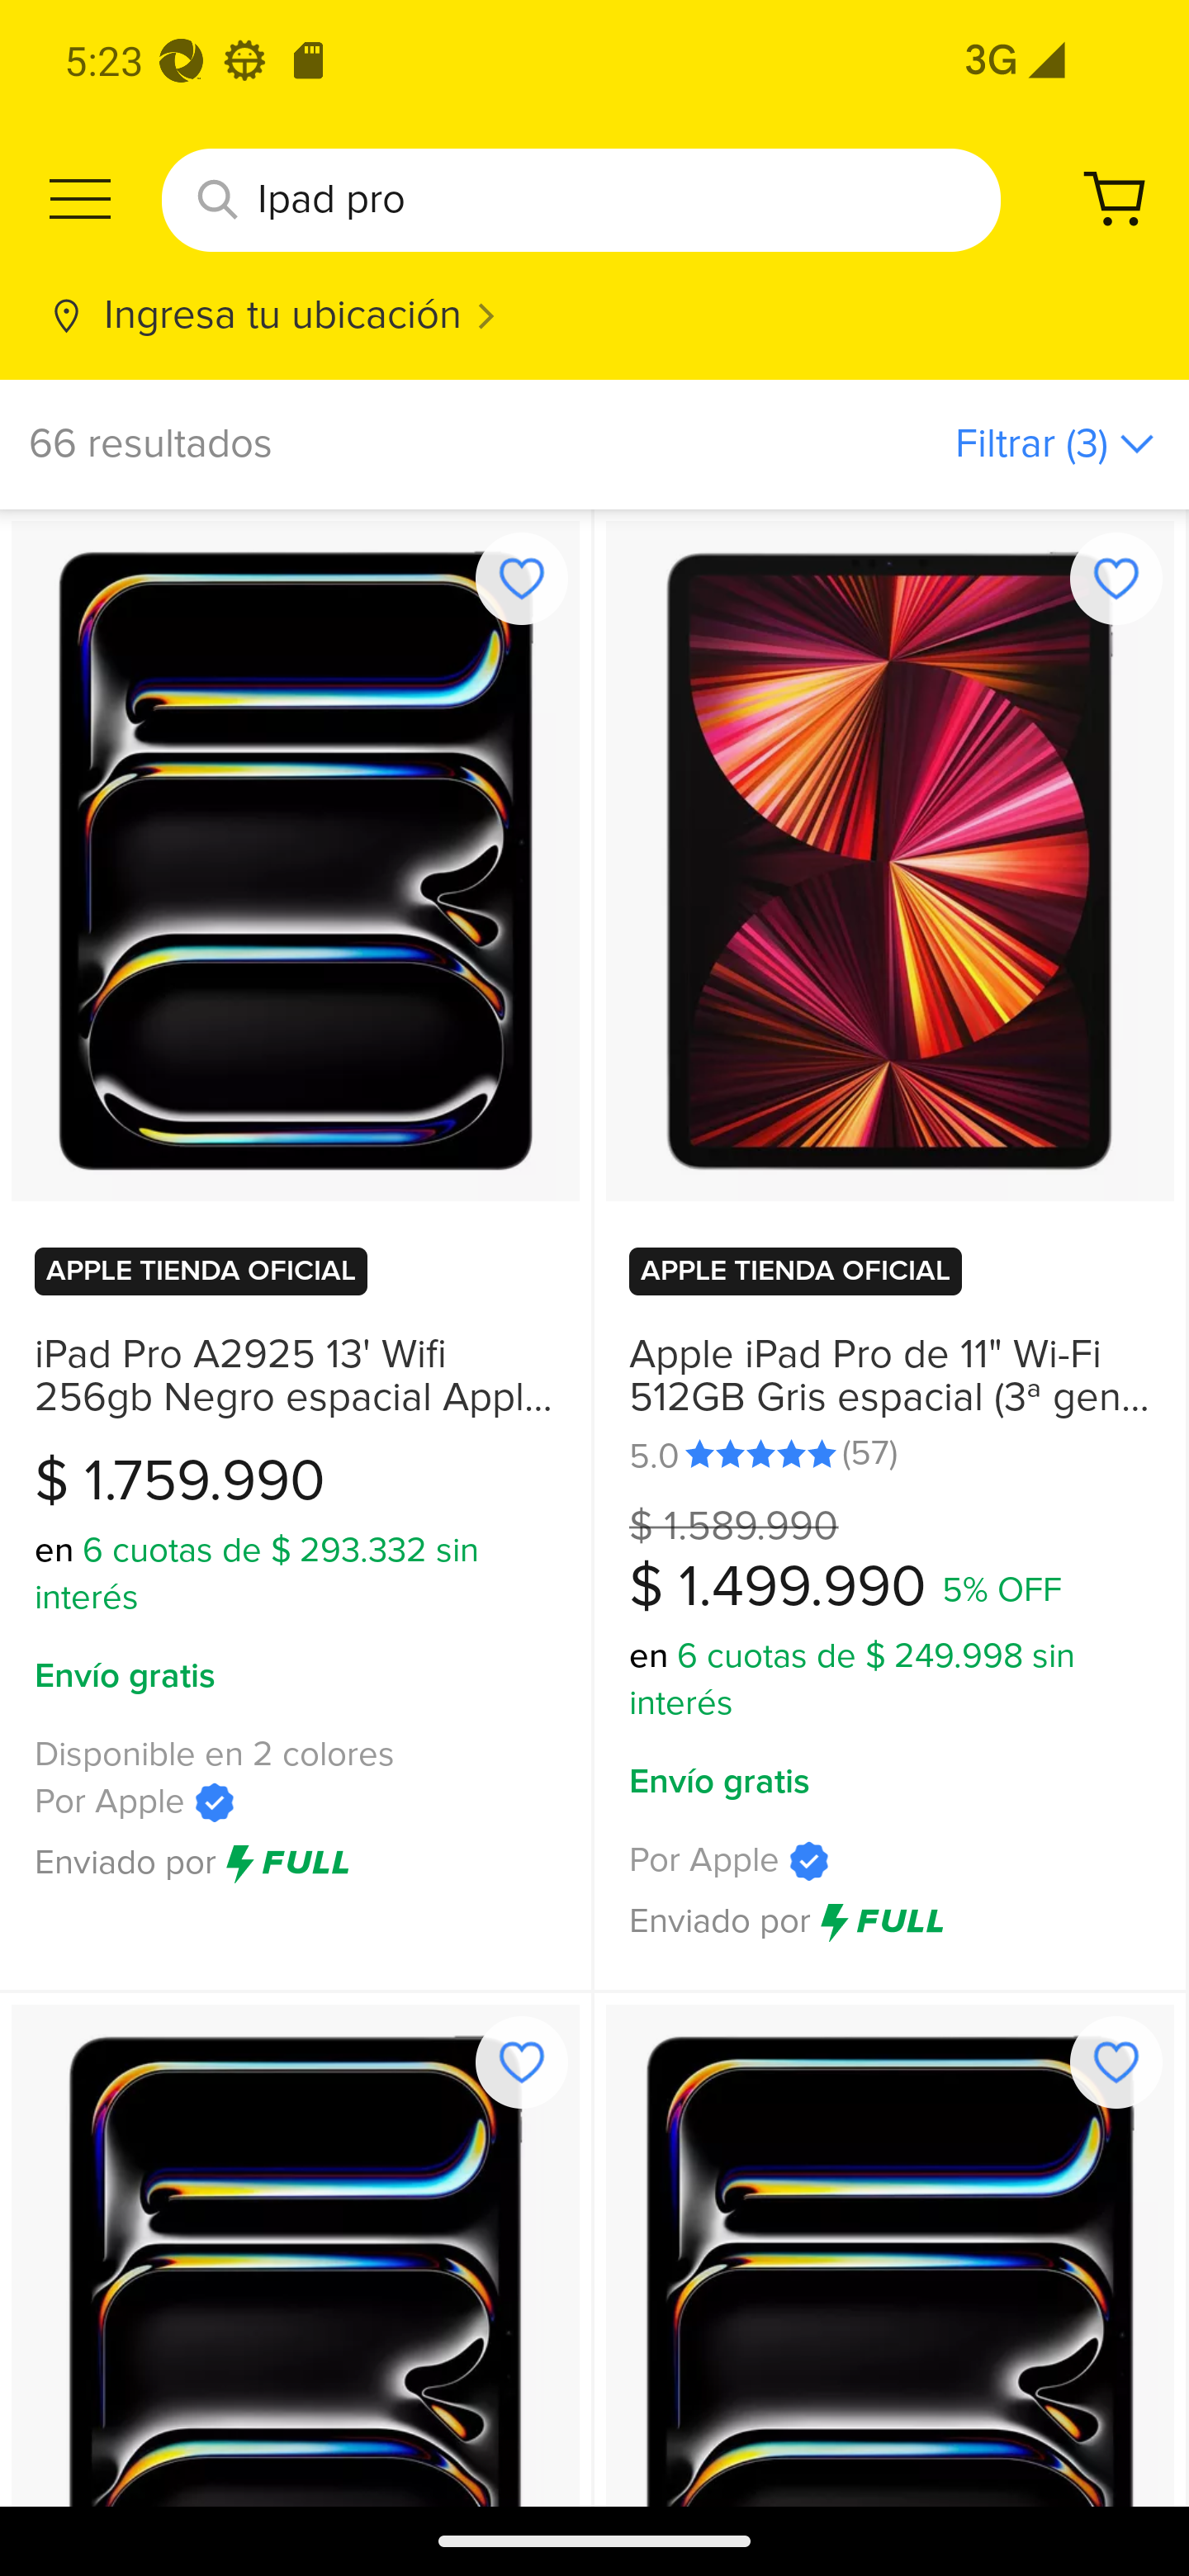 5:23
3G
Ipad pro
Ingresa tu ubicación
66 resultados
Filtrar (3)
APPLE TIENDA OFICIAL
iPad Pro A2925 13' Wifi
256gb Negro espacial Appl...
$ 1.759.990
en 6 cuotas de $ 293.332 sin
interés
Envío gratis
Disponible en 2 colores
Por Apple
Enviado por FULL
APPLE TIENDA OFICIAL
Apple iPad Pro de 11" Wi-Fi
512GB Gris espacial (3ª gen...
5.0 (57)
$ 1.589.990
$ 1.499.990 5% OFF
en 6 cuotas de $ 249.998 sin
interés
Envío gratis
Por Apple
Enviado por FULL